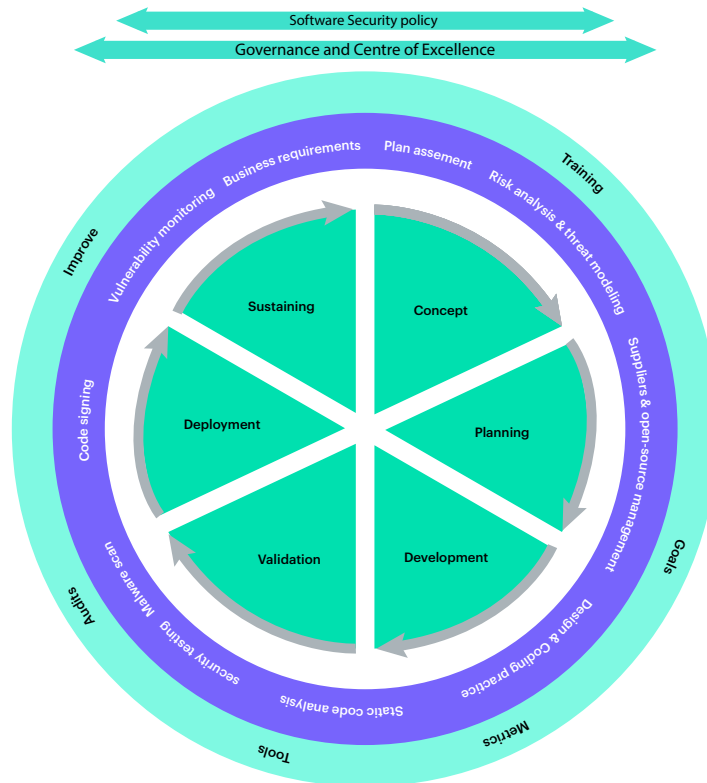 Software Security policy
Governance and Centre of Excellence
Training
Goals
Metrics
Tools
Audits
Improve
Business requirements
Plan assement
Risk analysis & threat modeling
Suppliers & open-source management
Design & Coding practice
Static code analysis
security testing
Malware scan
Code signing
Vulnerability monitoring
Concept
Planning
Development
Validation
Deployment
Sustaining